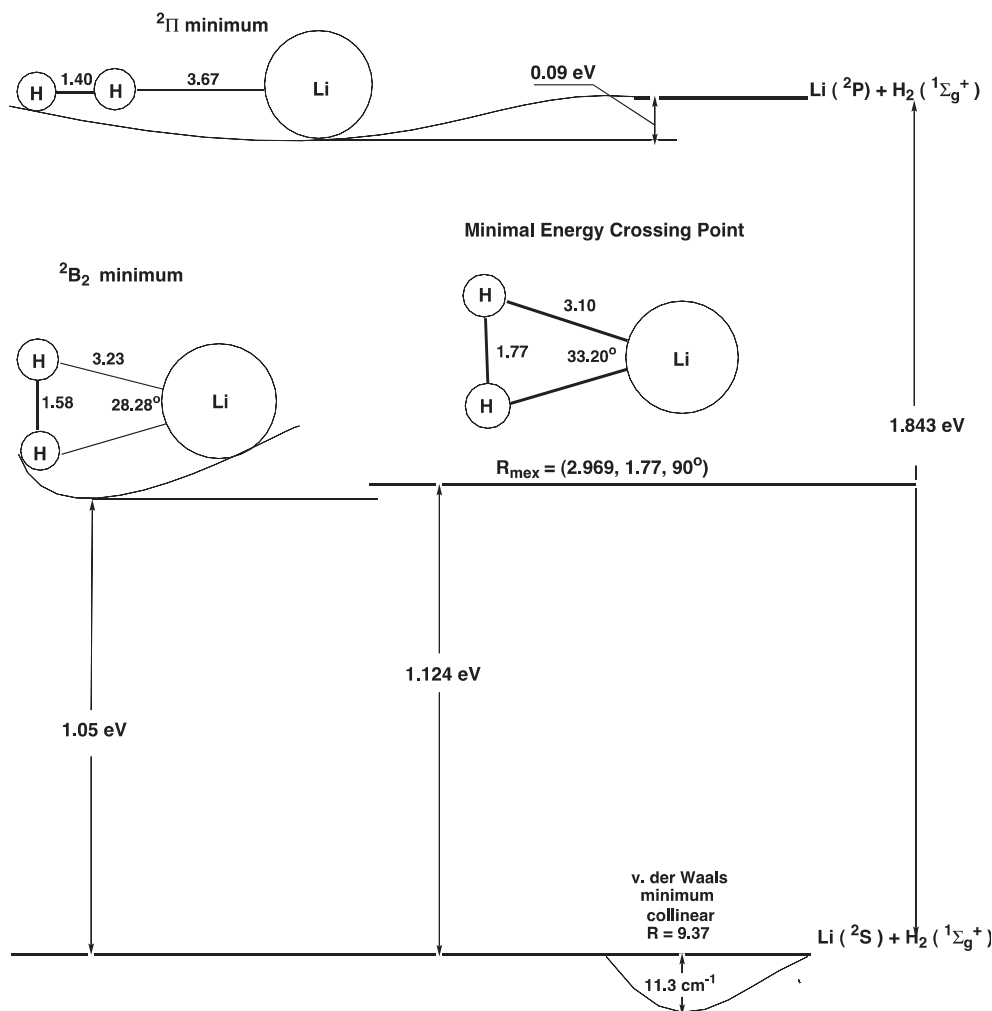 ²Π minimum
H 1.40 H 3.67 Li
0.09 eV
Li (²P) + H₂ (¹Σg⁺)
Minimal Energy Crossing Point
²B₂ minimum
H
3.10
1.77
33.20°
Li
H
H
3.23
1.58
28.28°
Li
H
1.843 eV
Rmex = (2.969, 1.77, 90°)
1.124 eV
1.05 eV
v. der Waals
minimum
collinear
R = 9.37
Li (²S) + H₂ (¹Σg⁺)
11.3 cm⁻¹